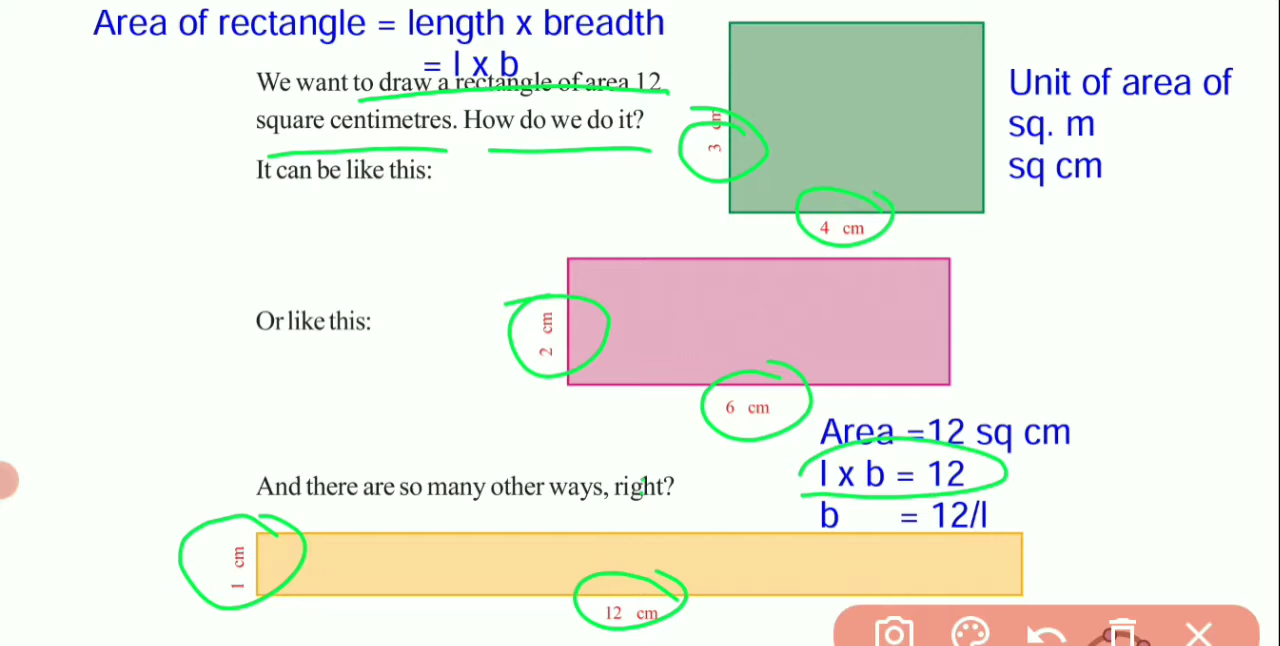 Area of rectangle = length x breadth
= l x b
We want to draw a rectangle of area 12
square centimetres. How do we do it?
It can be like this:
3 cm
4 cm
Unit of area of
sq. m
sq cm
Or like this:
2 cm
6 cm
Area =12 sq cm
l x b = 12
b = 12/l
And there are so many other ways, right?
1 cm
12 cm